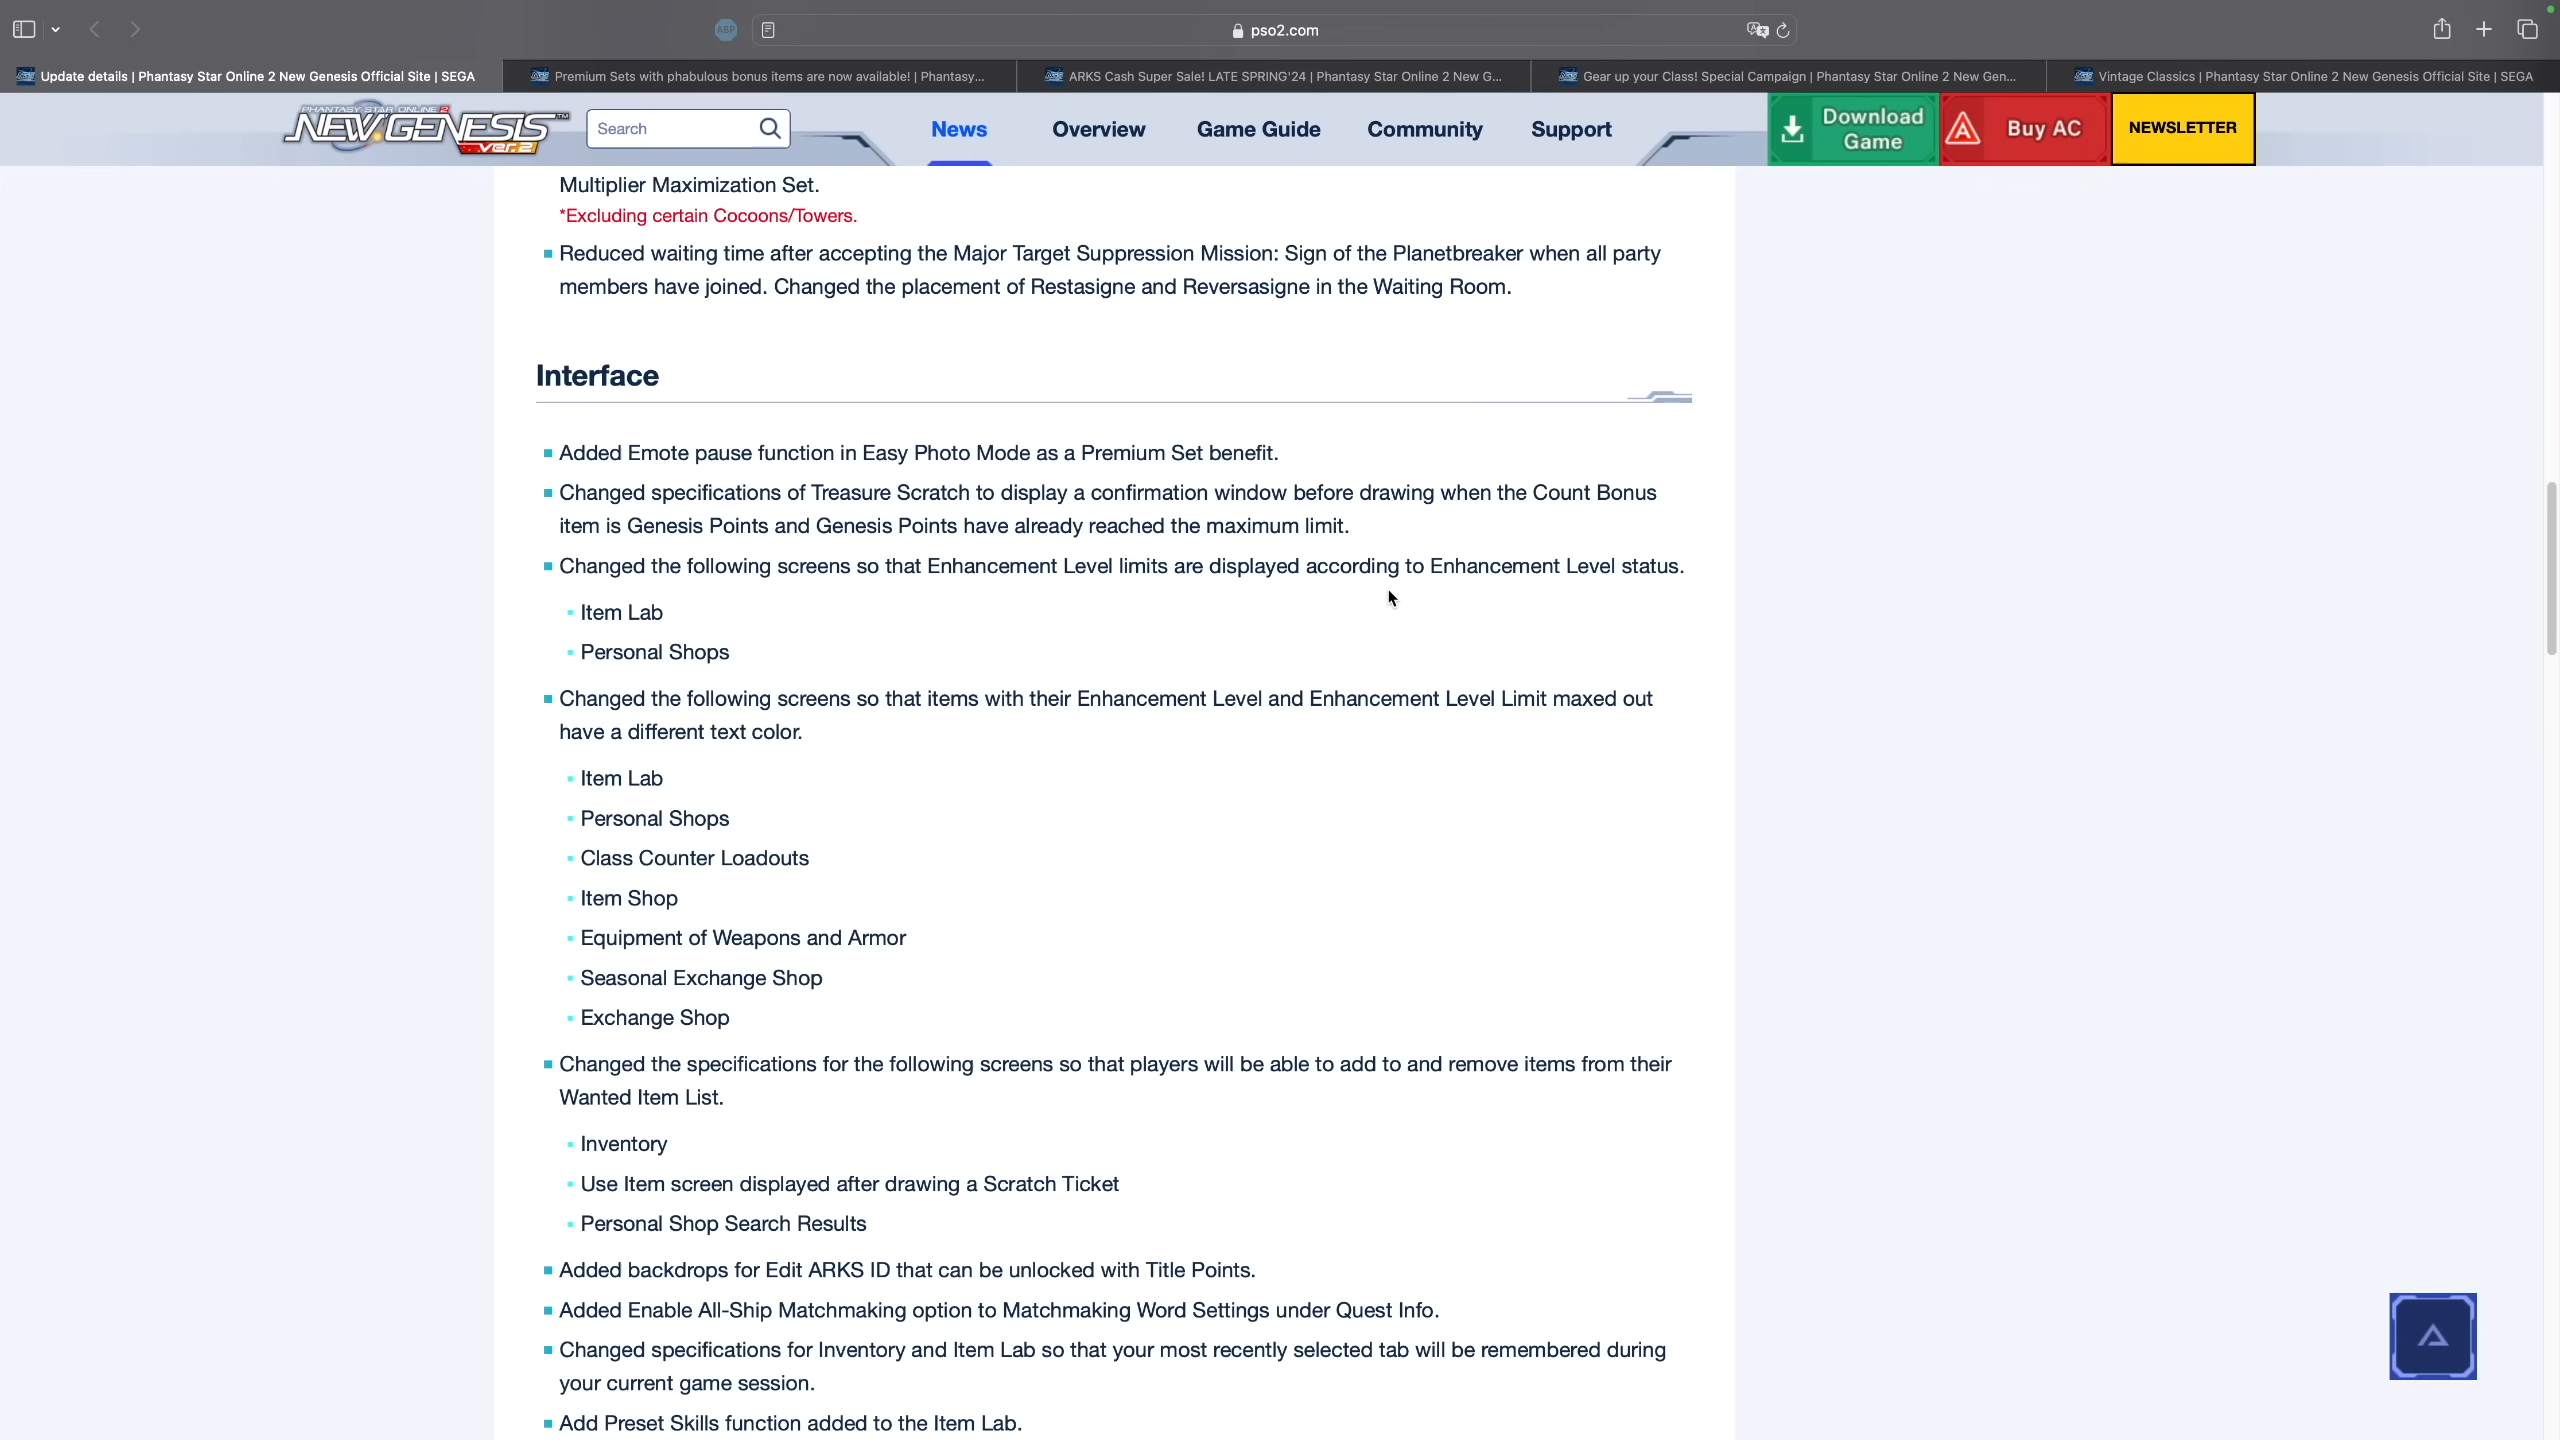 ABP
pso2.com
Update details | Phantasy Star Online 2 New Genesis Official Site | SEGA
Premium Sets with phabulous bonus items are now available! | Phantasy...
ARKS Cash Super Sale! LATE SPRING'24 | Phantasy Star Online 2 New G...
Gear up your Class! Special Campaign | Phantasy Star Online 2 New Gen...
Vintage Classics | Phantasy Star Online 2 New Genesis Official Site | SEGA
PHANTASY STAR ONLINE 2
NEW GENESIS™
ver.2
Search
News
Overview
Game Guide
Community
Support
Download
Game
Buy AC
NEWSLETTER
Multiplier Maximization Set.
*Excluding certain Cocoons/Towers.
Reduced waiting time after accepting the Major Target Suppression Mission: Sign of the Planetbreaker when all party
members have joined. Changed the placement of Restasigne and Reversasigne in the Waiting Room.
Interface
Added Emote pause function in Easy Photo Mode as a Premium Set benefit.
Changed specifications of Treasure Scratch to display a confirmation window before drawing when the Count Bonus
item is Genesis Points and Genesis Points have already reached the maximum limit.
Changed the following screens so that Enhancement Level limits are displayed according to Enhancement Level status.
Item Lab
Personal Shops
Changed the following screens so that items with their Enhancement Level and Enhancement Level Limit maxed out
have a different text color.
Item Lab
Personal Shops
Class Counter Loadouts
Item Shop
Equipment of Weapons and Armor
Seasonal Exchange Shop
Exchange Shop
Changed the specifications for the following screens so that players will be able to add to and remove items from their
Wanted Item List.
Inventory
Use Item screen displayed after drawing a Scratch Ticket
Personal Shop Search Results
Added backdrops for Edit ARKS ID that can be unlocked with Title Points.
Added Enable All-Ship Matchmaking option to Matchmaking Word Settings under Quest Info.
Changed specifications for Inventory and Item Lab so that your most recently selected tab will be remembered during
your current game session.
Add Preset Skills function added to the Item Lab.